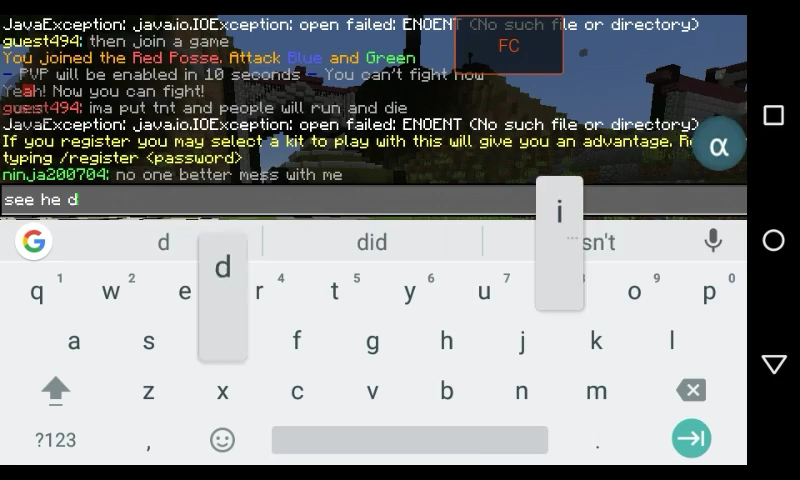 JavaException: java.io.IOException: open failed: ENOENT (No such file or directory)
guest494: then join a game
FC
You joined the Red Posse. Attack Blue and Green
- PVP will be enabled in 10 seconds - You can't fight now
Yeah! Now you can fight!
guest494: ima put tnt and people will run and die
JavaException: java.io.IOException: open failed: ENOENT (No such file or directory)
If you register you may select a kit to play with this will give you an advantage.
α
typing /register <password>
ninja200704: no one better mess with me
see he d
i
G d did sn't
d
q 1 w 2 e r 4 t 5 y 6 u 7 o 9 p 0
a s f g h j k l
z x c v b n m
?123 , .